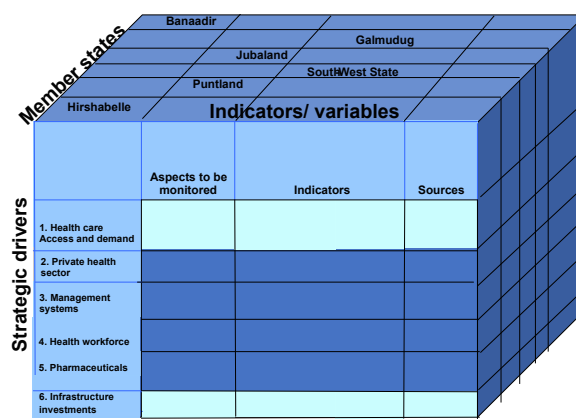 Banaadir
Galmudug
Jubaland
SouthWest State
Puntland
Hirshabelle
Member states
Indicators/ variables
Aspects to be
monitored
Indicators
Sources
Strategic drivers
1. Health care
Access and demand
2. Private health
sector
3. Management
systems
4. Health workforce
5. Pharmaceuticals
6. Infrastructure
investments